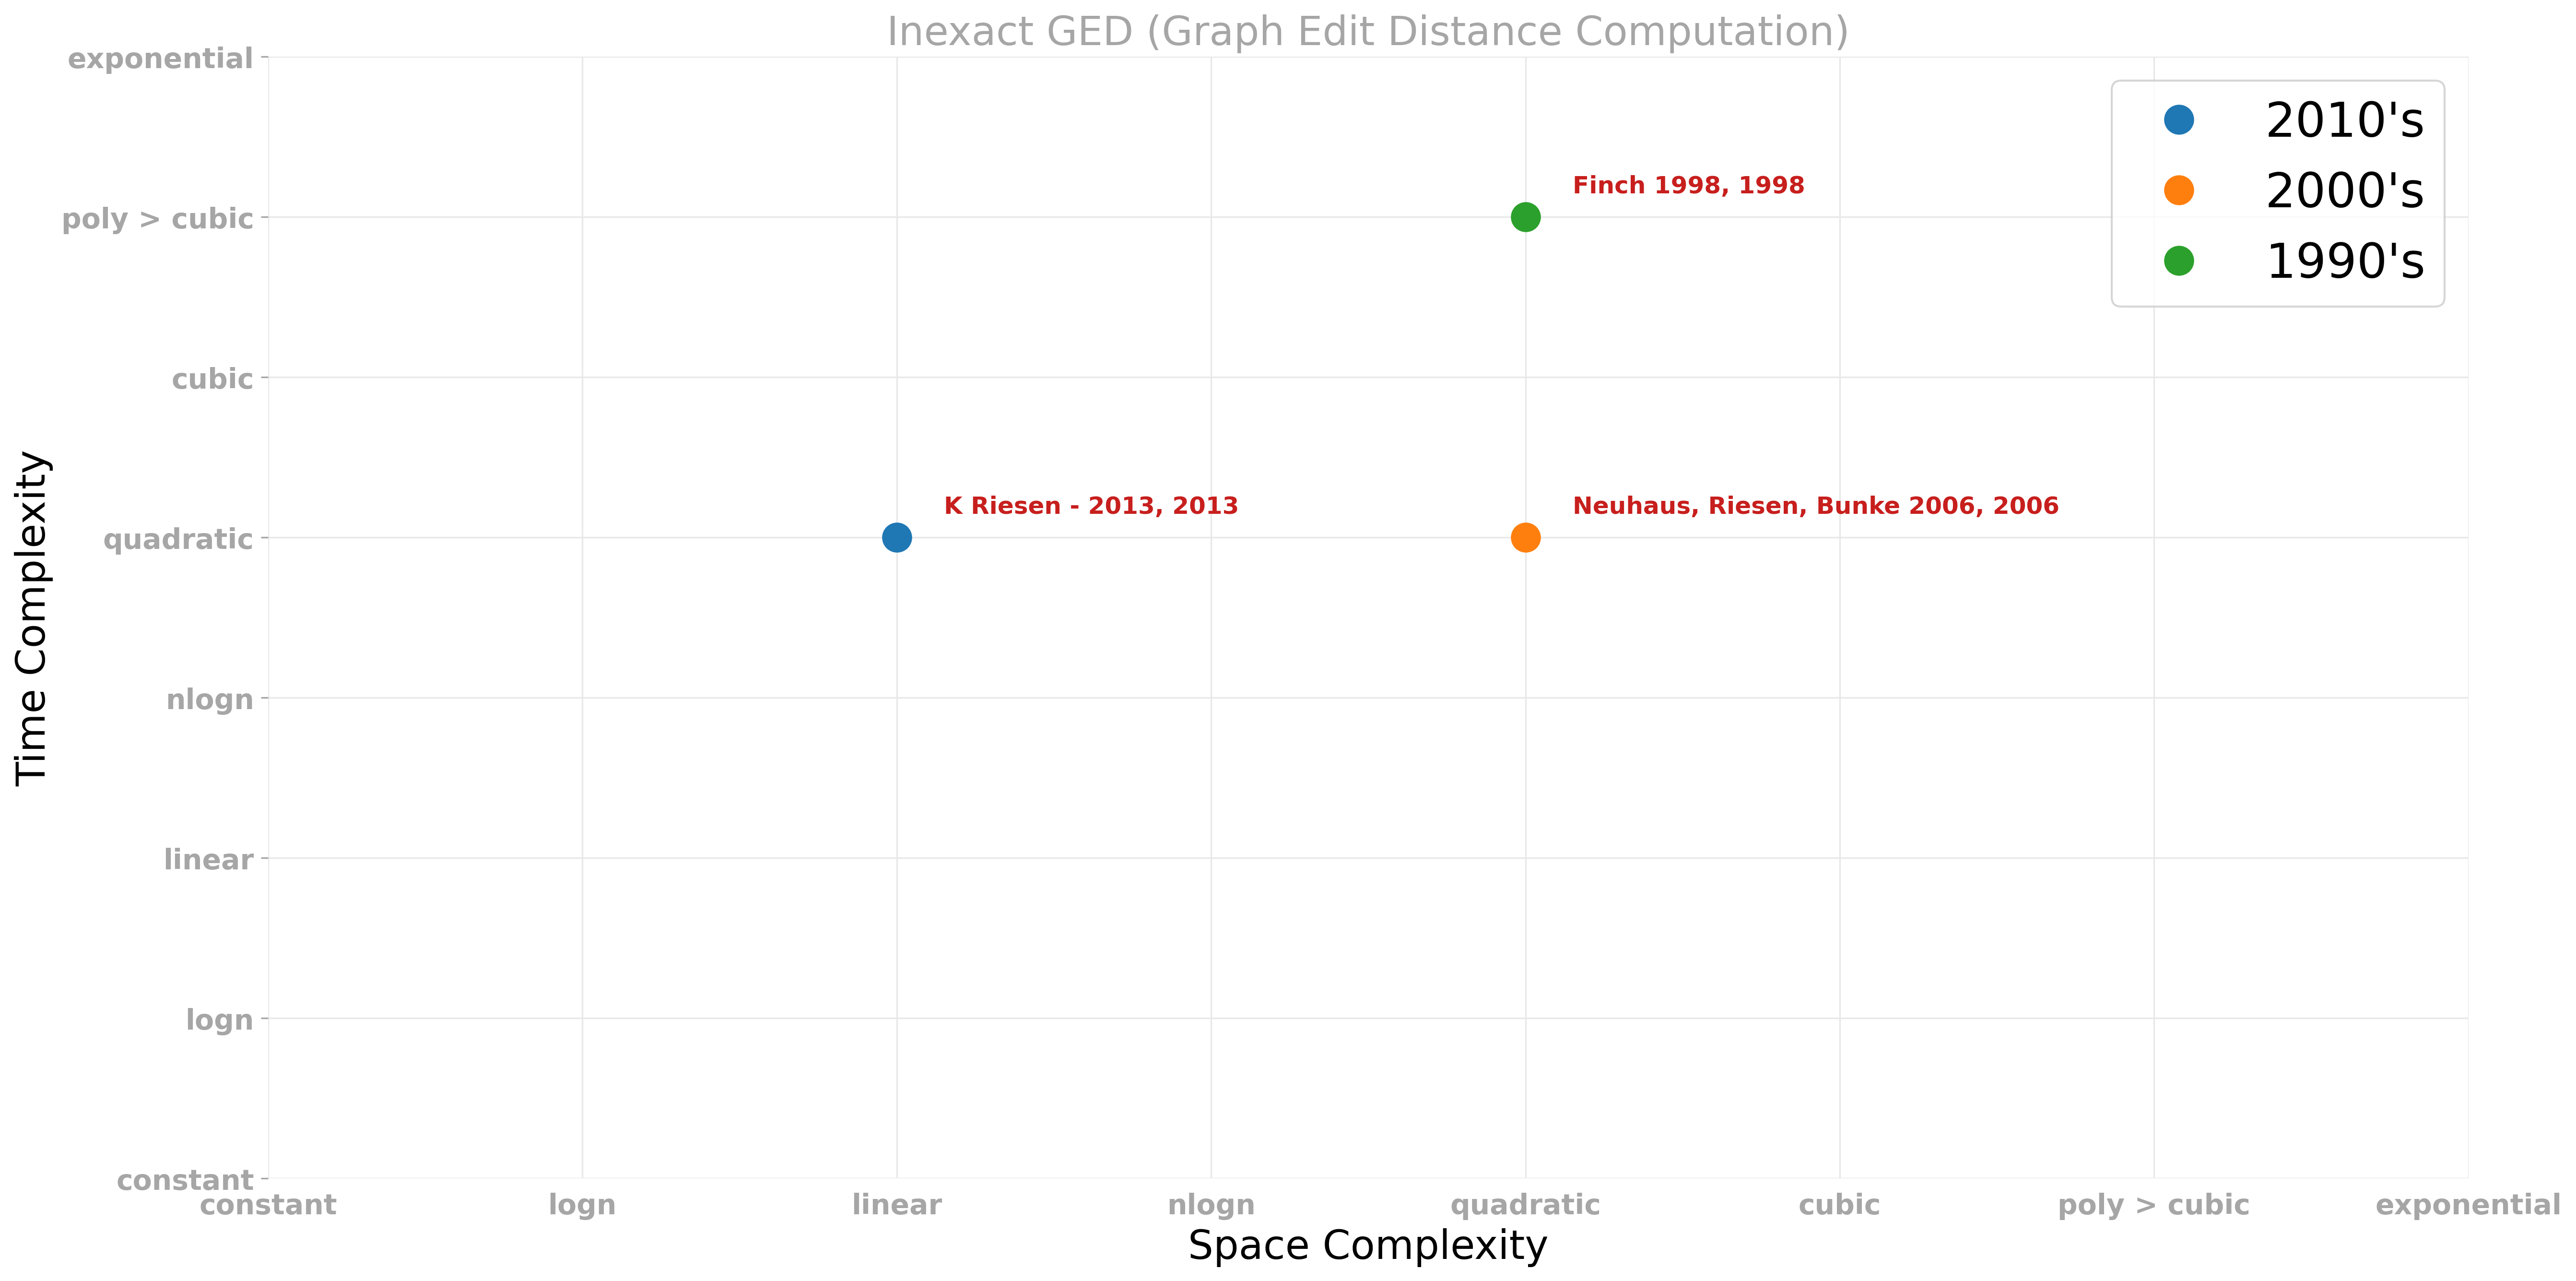 Inexact GED (Graph Edit Distance Computation)
exponential
poly > cubic
cubic
quadratic
nlogn
linear
logn
constant
Time Complexity
2010's
2000's
1990's
Finch 1998, 1998
K Riesen - 2013, 2013
Neuhaus, Riesen, Bunke 2006, 2006
constant
logn
linear
nlogn
quadratic
cubic
poly > cubic
exponential
Space Complexity